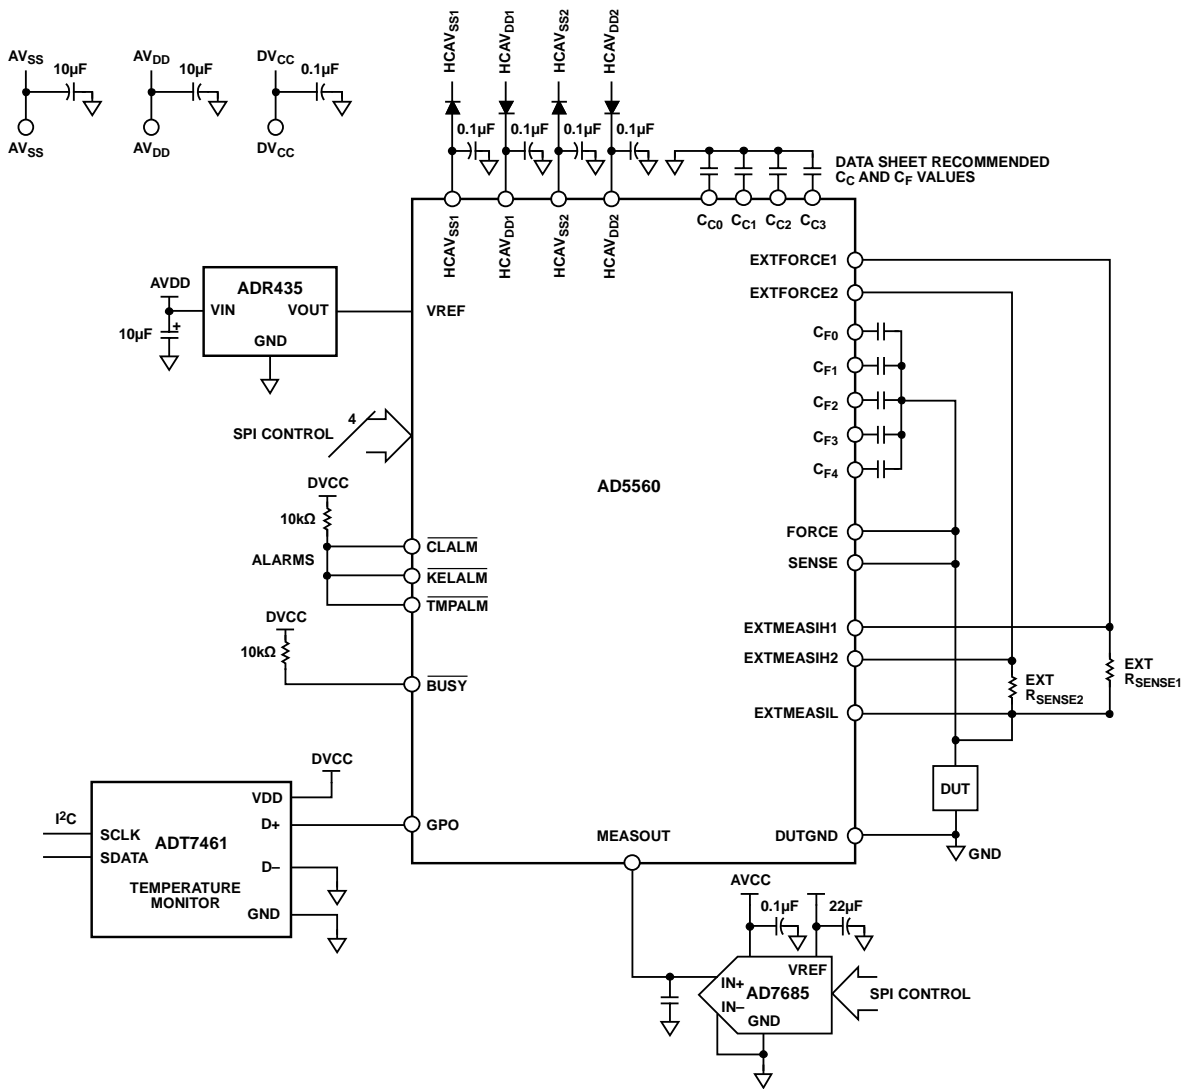 AVSS
10µF
AVSS
AVDD
10µF
AVDD
DVCC
0.1µF
DVCC
HCAVSS1
HCAVDD1
HCAVSS2
HCAVDD2
0.1µF
0.1µF
0.1µF
0.1µF
HCAVSS1
HCAVDD1
HCAVSS2
HCAVDD2
DATA SHEET RECOMMENDED
CC AND CF VALUES
CC0
CC1
CC2
CC3
AVDD
10µF
+
ADR435
VIN
VOUT
GND
VREF
SPI CONTROL
4
DVCC
10kΩ
ALARMS
CLALM
KELALM
TMPALM
DVCC
10kΩ
BUSY
AD5560
EXTFORCE1
EXTFORCE2
CF0
CF1
CF2
CF3
CF4
FORCE
SENSE
EXTMEASIH1
EXTMEASIH2
EXTMEASIL
EXT
RSENSE2
EXT
RSENSE1
DUT
DUTGND
GND
DVCC
I2C
SCLK
SDATA
ADT7461
TEMPERATURE
MONITOR
VDD
D+
D–
GND
GPO
MEASOUT
AVCC
0.1µF
22µF
VREF
IN+
AD7685
IN–
GND
SPI CONTROL